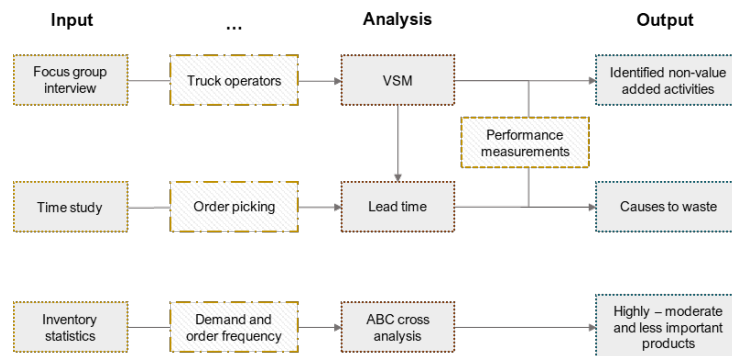 Input
...
Analysis
Output
Focus group
interview
Truck operators
VSM
Identified non-value
added activities
Performance
measurements
Time study
Order picking
Lead time
Causes to waste
Inventory
statistics
Demand and
order frequency
ABC cross
analysis
Highly – moderate
and less important
products